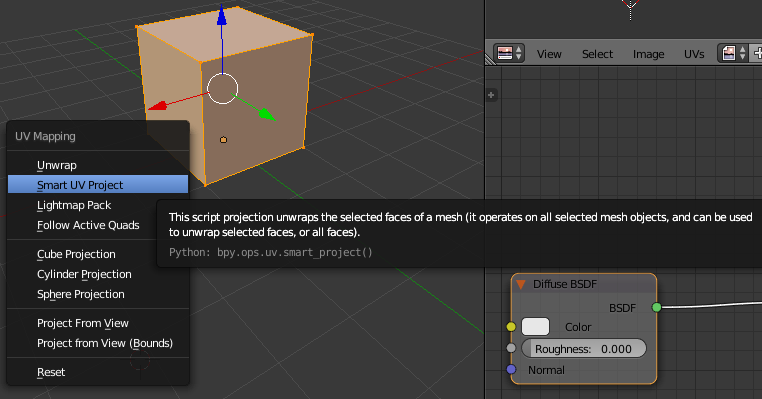 View Select Image UVs
UV Mapping
Unwrap
Smart UV Project
Lightmap Pack
Follow Active Quads
Cube Projection
Cylinder Projection
Sphere Projection
Project From View
Project from View (Bounds)
Reset
This script projection unwraps the selected faces of a mesh (it operates on all selected mesh objects, and can be used
to unwrap selected faces, or all faces).
Python: bpy.ops.uv.smart_project()
Diffuse BSDF
BSDF
Color
Roughness: 0.000
Normal